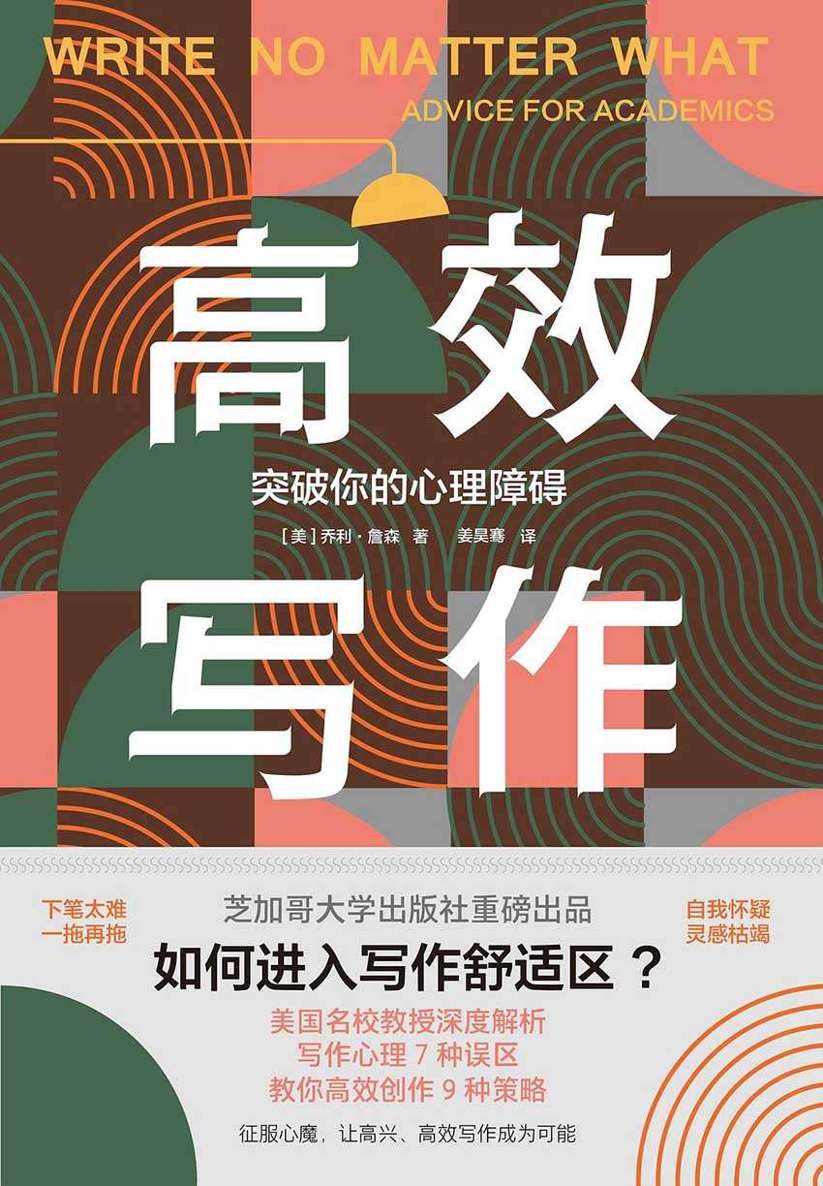 WRITE NO MATTER WHAT
ADVICE FOR ACADEMICS
高效
突破你的心理障碍
[美]乔利·詹森 著 姜昊骞 译
写作
芝加哥大学出版社重磅出品
下笔太难
一拖再拖
自我怀疑
灵感枯竭
如何进入写作舒适区？
美国名校教授深度解析
写作心理7种误区
教你高效创作9种策略
征服心魔，让高兴、高效写作成为可能